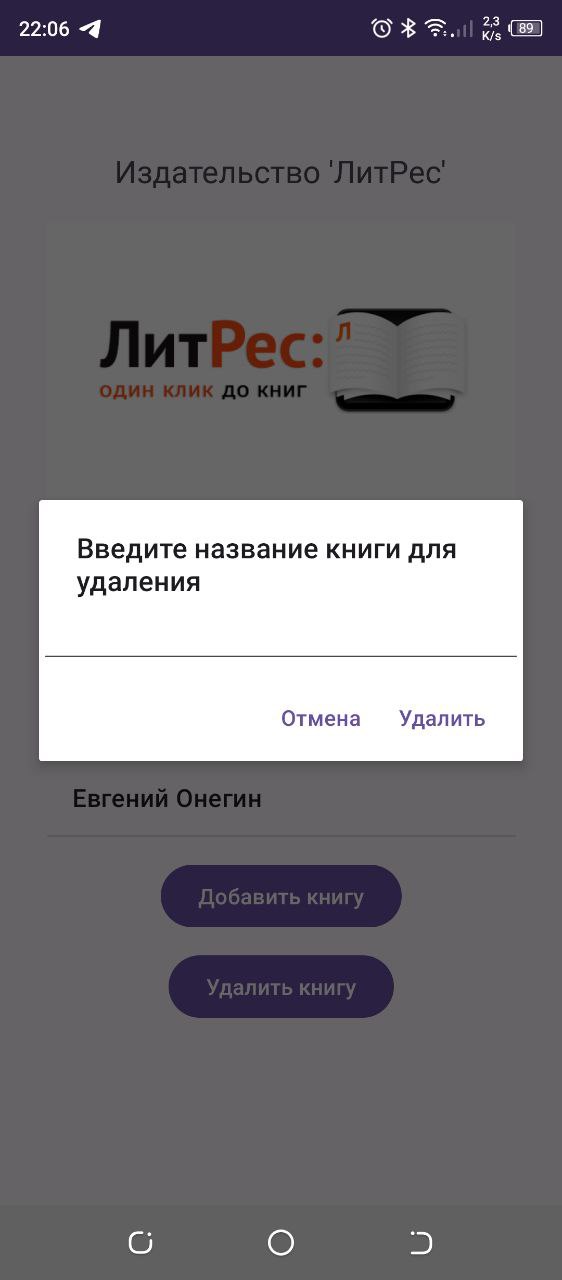 22:06
2,3
K/s
89
Издательство 'ЛитРес'
ЛитРес:
Л
один клик до книг
Введите название книги для
удаления
Отмена Удалить
Евгений Онегин
Добавить книгу
Удалить книгу